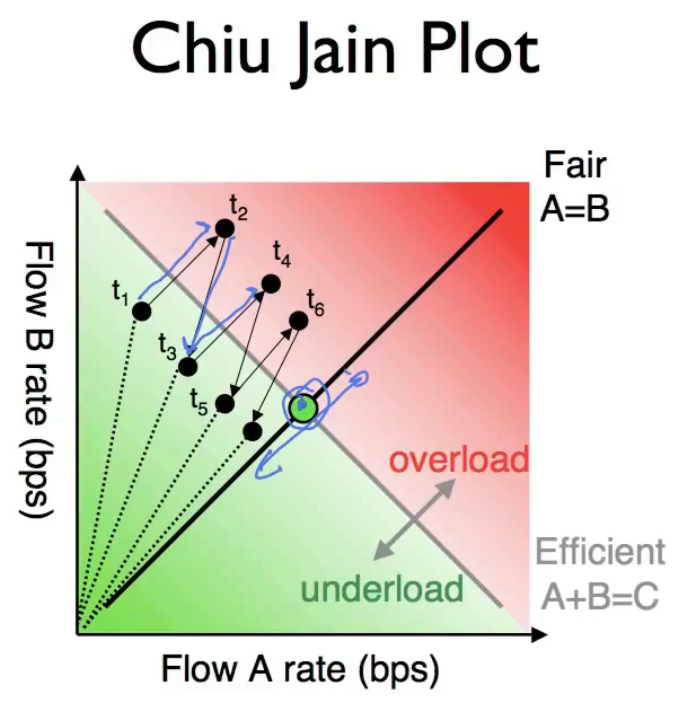 Chiu Jain Plot
Fair
A=B
Flow B rate (bps)
t2
t4
t1
t6
t3
t5
overload
underload
Efficient
A+B=C
Flow A rate (bps)